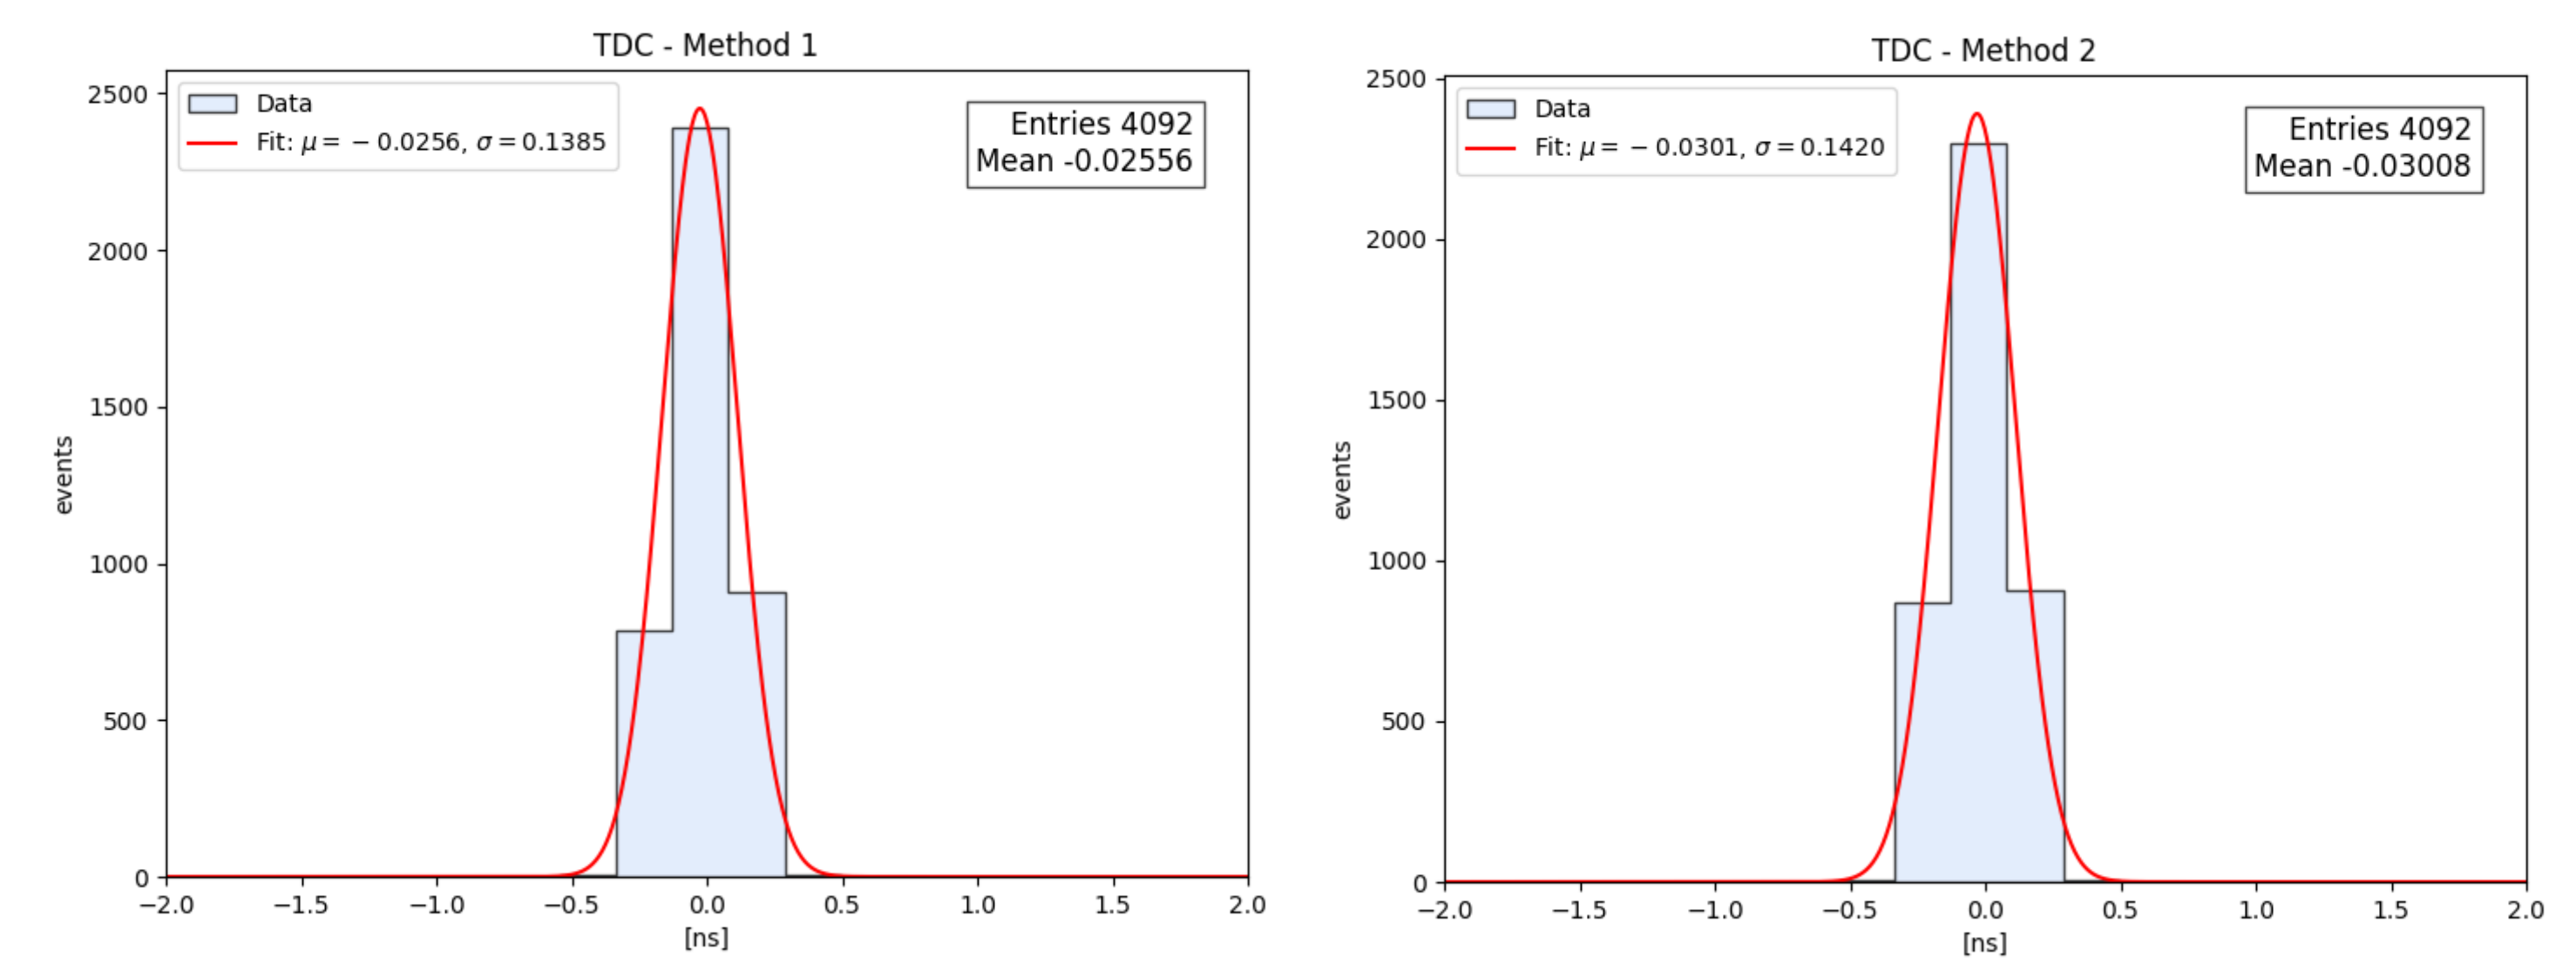 TDC - Method 1
Data
Fit: μ = − 0.0256, σ = 0.1385
Entries 4092
Mean -0.02556
2500
2000
1500
1000
500
0
events
−2.0 −1.5 −1.0 −0.5 0.0 0.5 1.0 1.5 2.0
[ns]
TDC - Method 2
Data
Fit: μ = − 0.0301, σ = 0.1420
Entries 4092
Mean -0.03008
2500
2000
1500
1000
500
0
events
−2.0 −1.5 −1.0 −0.5 0.0 0.5 1.0 1.5 2.0
[ns]